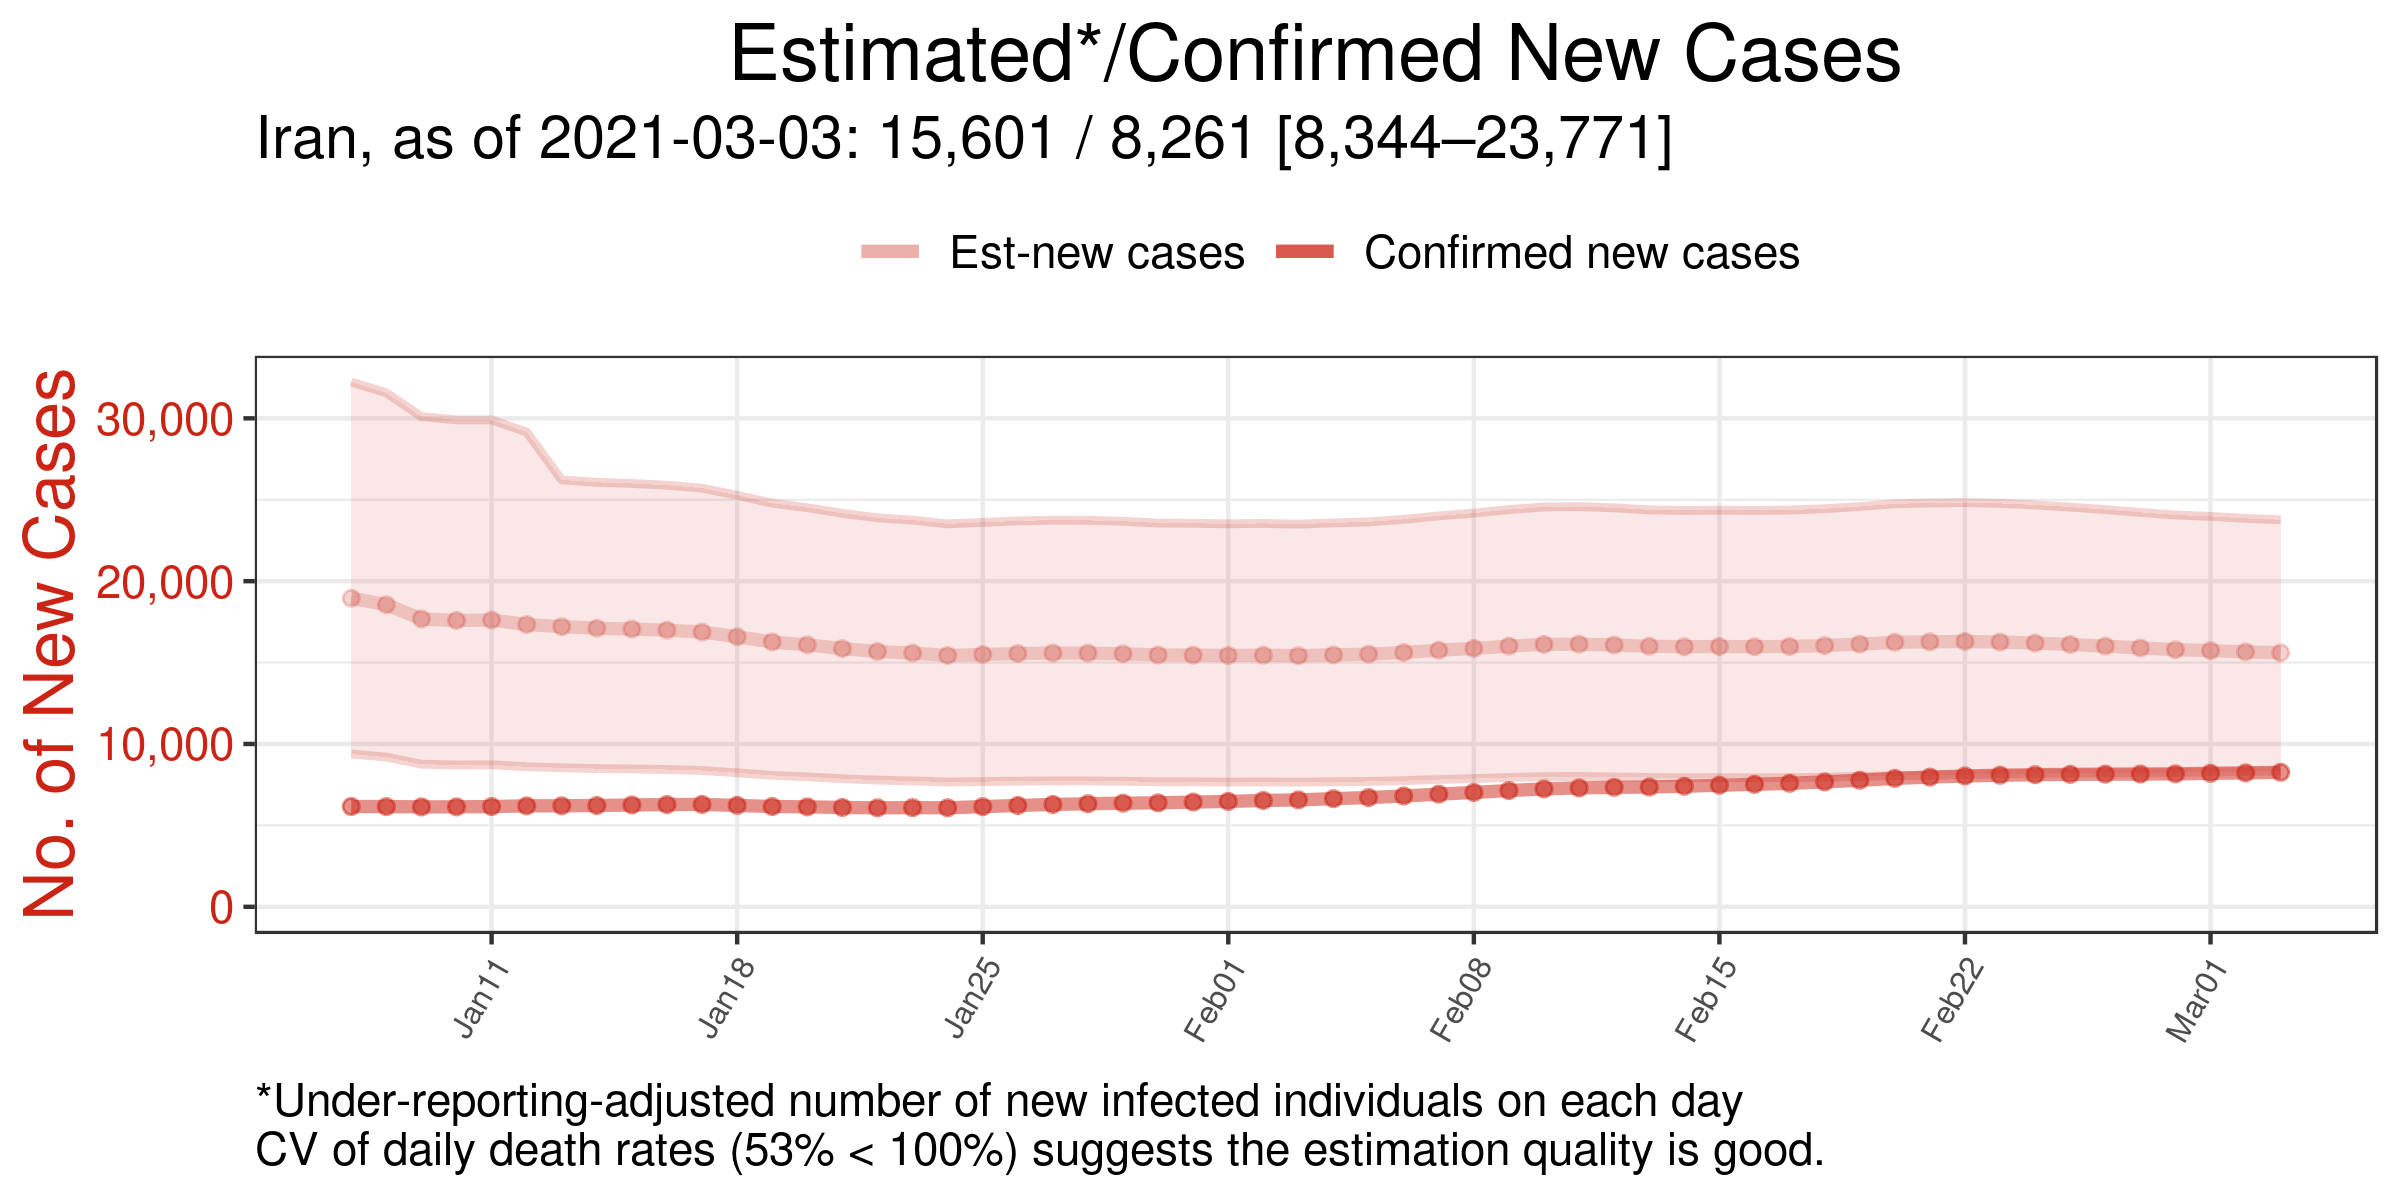 Estimated*/Confirmed New Cases
Iran, as of 2021-03-03: 15,601 / 8,261 [8,344–23,771]
Est-new cases
Confirmed new cases
No. of New Cases
30,000
20,000
10,000
0
Jan11
Jan18
Jan25
Feb01
Feb08
Feb15
Feb22
Mar01
*Under-reporting-adjusted number of new infected individuals on each day
CV of daily death rates (53% < 100%) suggests the estimation quality is good.